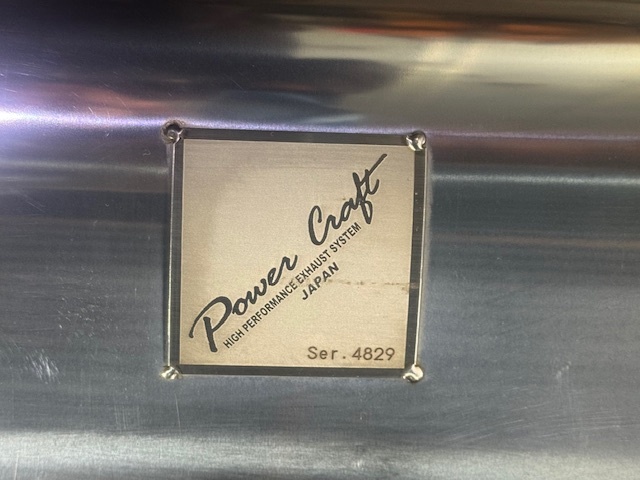 Power Craft
HIGH PERFORMANCE EXHAUST SYSTEM
JAPAN
Ser.4829